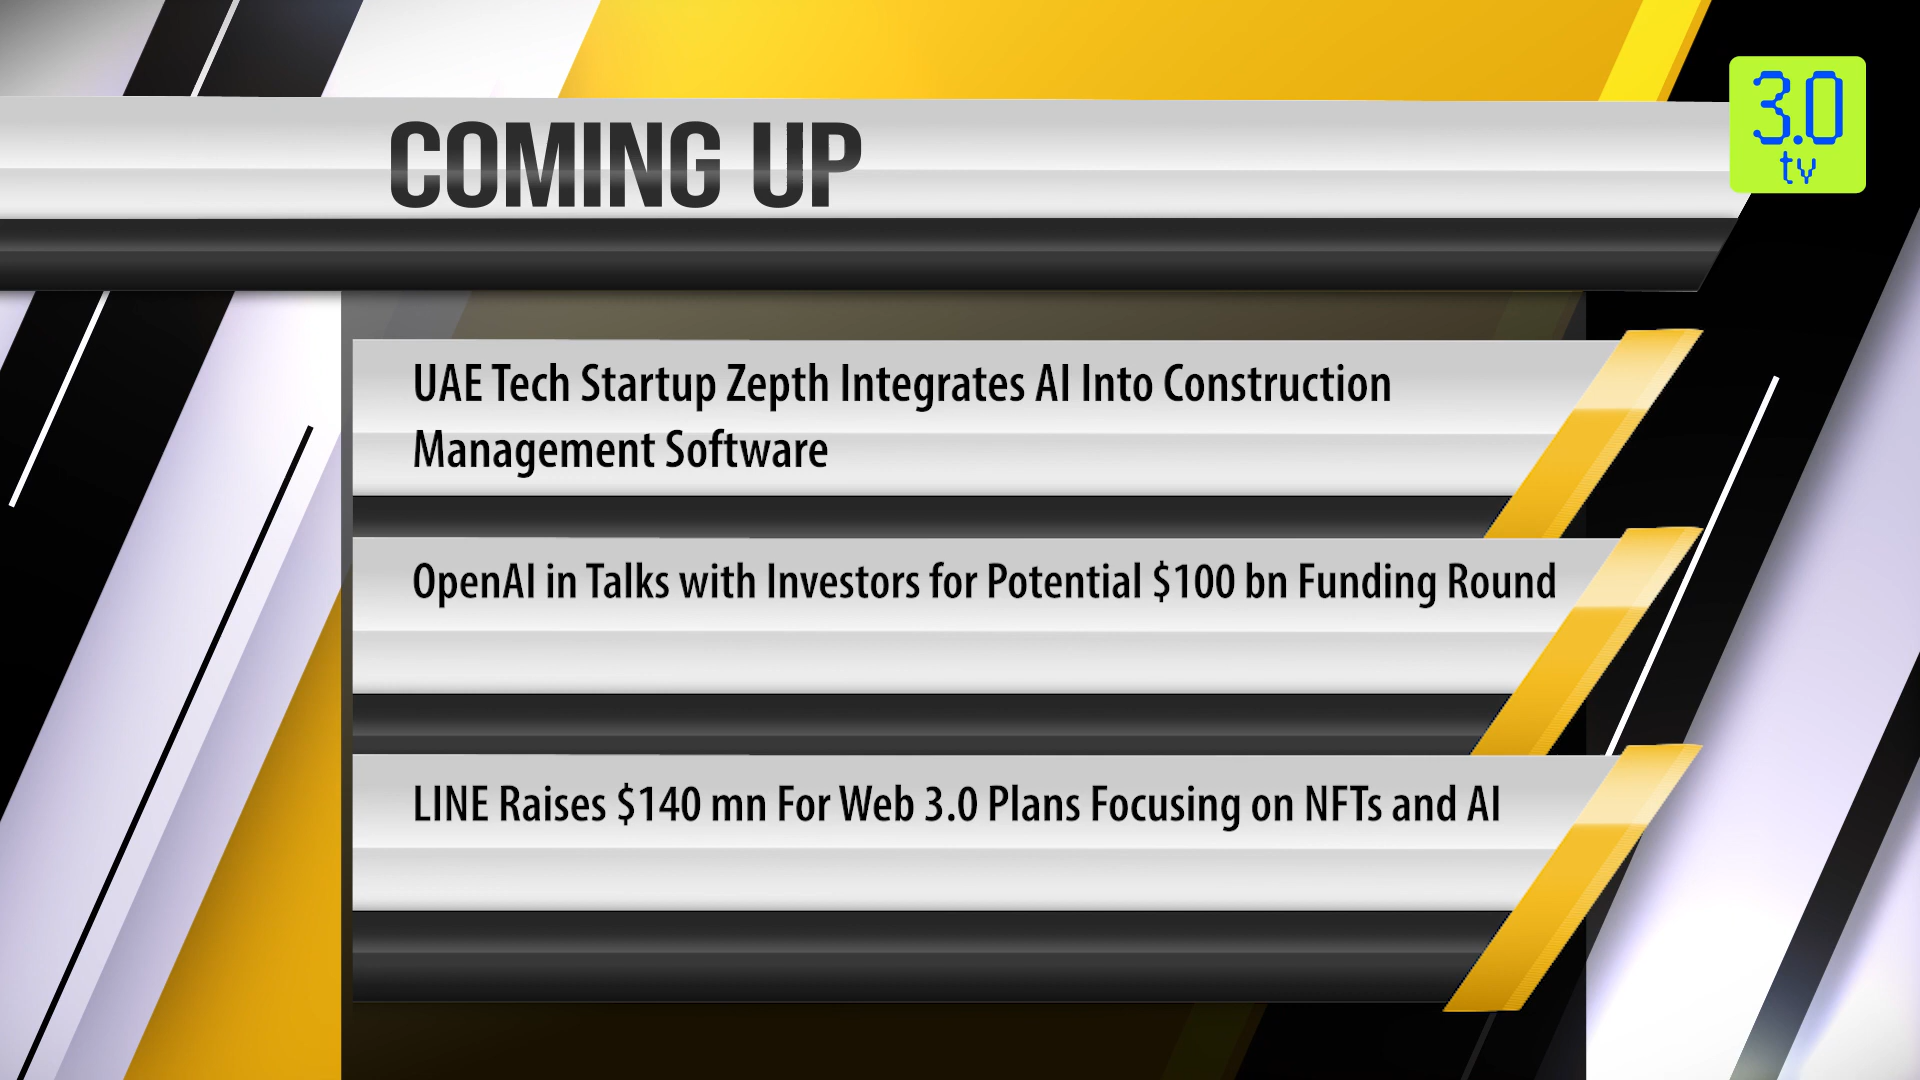 COMING UP
3.0
tv
UAE Tech Startup Zepth Integrates AI Into Construction
Management Software
OpenAI in Talks with Investors for Potential $100 bn Funding Round
LINE Raises $140 mn For Web 3.0 Plans Focusing on NFTs and AI